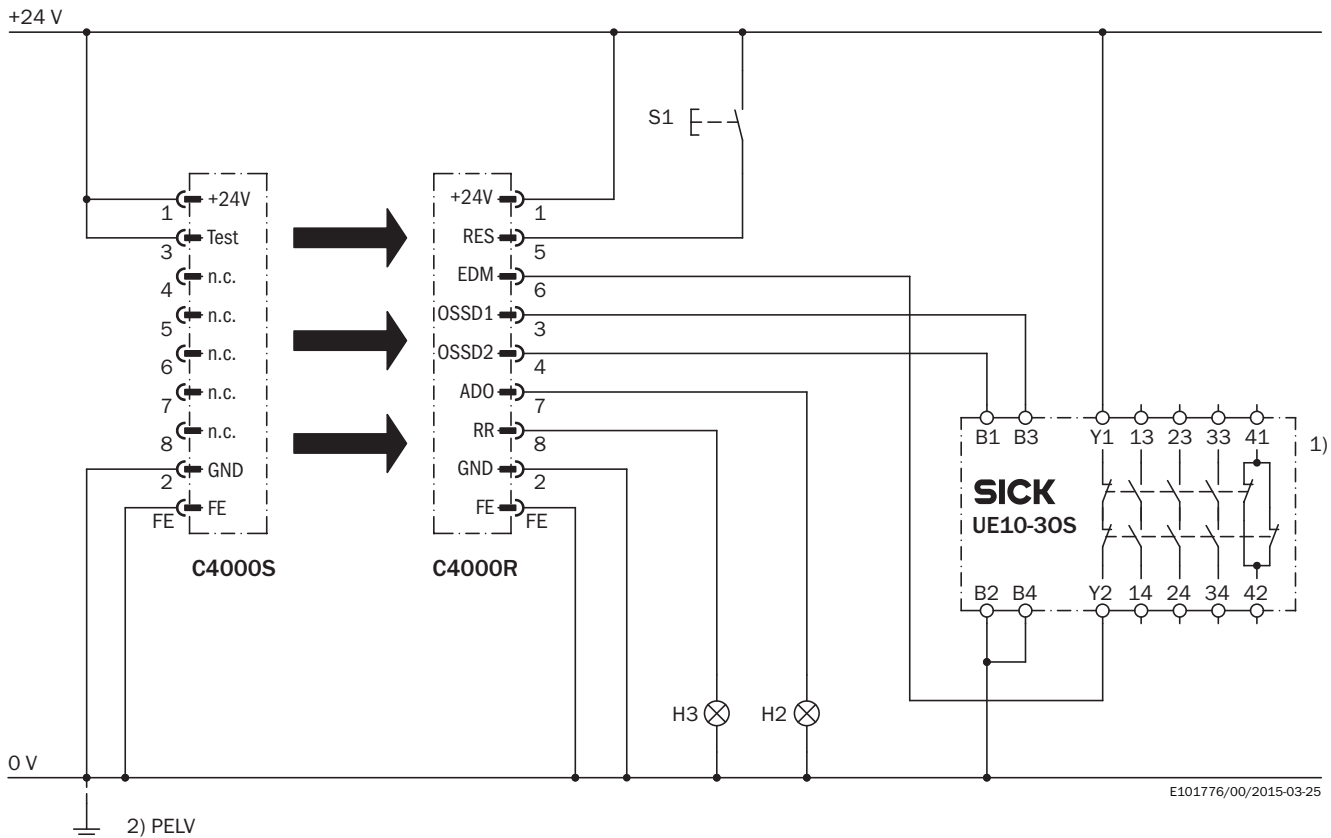 +24 V
S1
+24V
1
Test
3
n.c.
4
n.c.
5
n.c.
6
n.c.
7
n.c.
8
GND
2
FE
FE
C4000S
+24V
1
RES
5
EDM
6
OSSD1
3
OSSD2
4
ADO
7
RR
8
GND
2
FE
FE
C4000R
B1 B3 Y1 13 23 33 41
1)
SICK
UE10-30S
B2 B4 Y2 14 24 34 42
H3
H2
0 V
E101776/00/2015-03-25
2) PELV